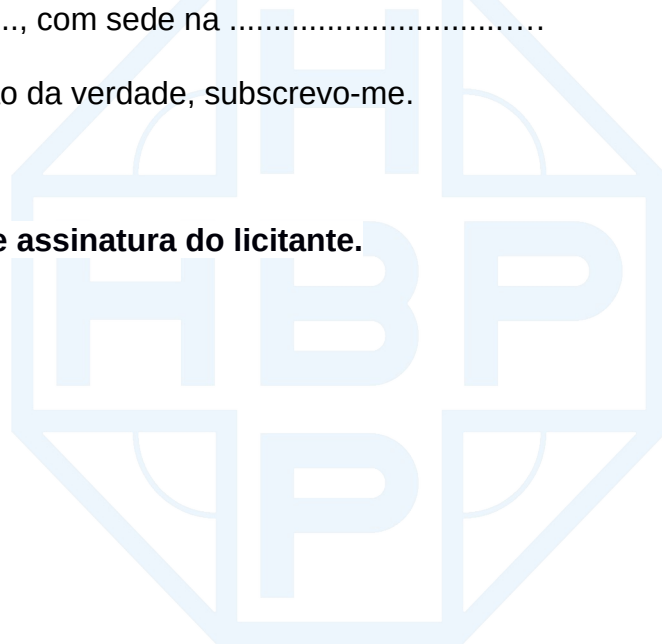 .., com sede na ....................................
o da verdade, subscrevo-me.
e assinatura do licitante.
H
HBP
P